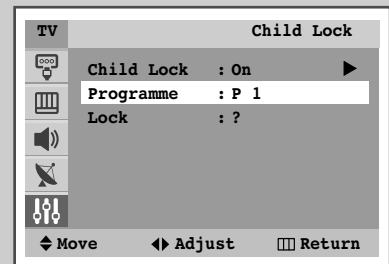 TV Child Lock
Child Lock : On ▶
Programme : P 1
Lock : ?
Move Adjust Return